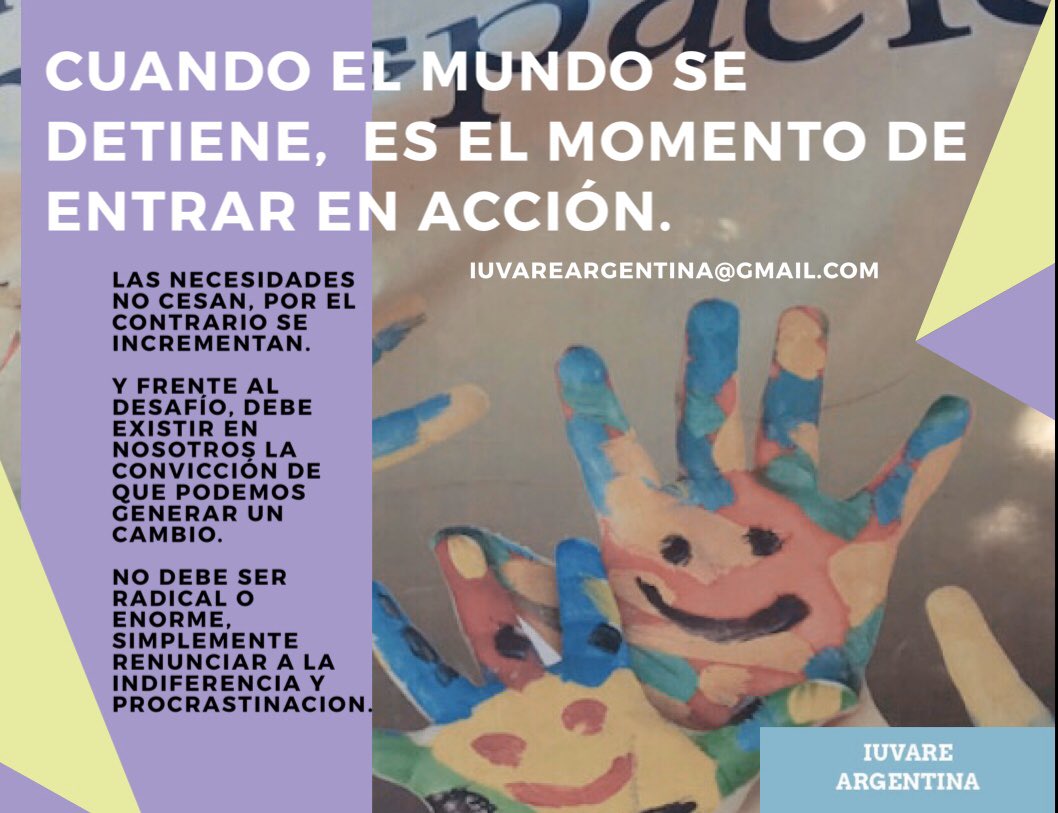 CUANDO EL MUNDO SE
DETIENE, ES EL MOMENTO DE
ENTRAR EN ACCIÓN.
IUVAREARGENTINA@GMAIL.COM
LAS NECESIDADES
NO CESAN, POR EL
CONTRARIO SE
INCREMENTAN.
Y FRENTE AL
DESAFÍO, DEBE
EXISTIR EN
NOSOTROS LA
CONVICCIÓN DE
QUE PODEMOS
GENERAR UN
CAMBIO.
NO DEBE SER
RADICAL O
ENORME,
SIMPLEMENTE
RENUNCIAR A LA
INDIFERENCIA Y
PROCRASTINACION.
IUVARE
ARGENTINA